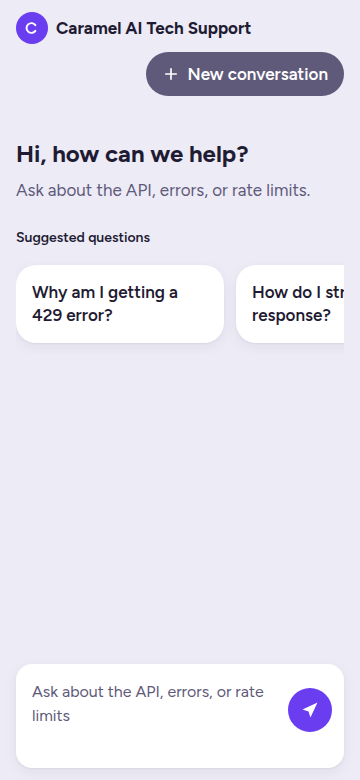 C
Caramel AI Tech Support
New conversation
Hi, how can we help?
Ask about the API, errors, or rate limits.
Suggested questions
Why am I getting a
429 error?
How do I
response?
Ask about the API, errors, or rate
limits